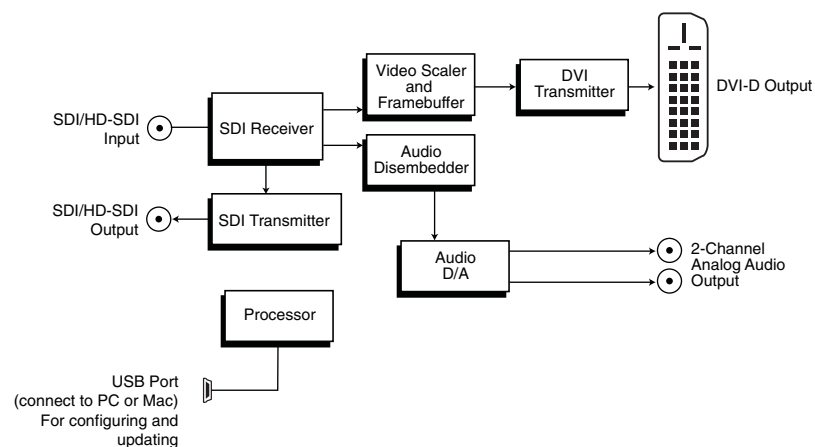 Video Scaler
and
Framebuffer
DVI
Transmitter
DVI-D Output
SDI/HD-SDI
Input
SDI Receiver
Audio
Disembedder
SDI/HD-SDI
Output
SDI Transmitter
Audio
D/A
2-Channel
Analog Audio
Output
Processor
USB Port
(connect to PC or Mac)
For configuring and
updating